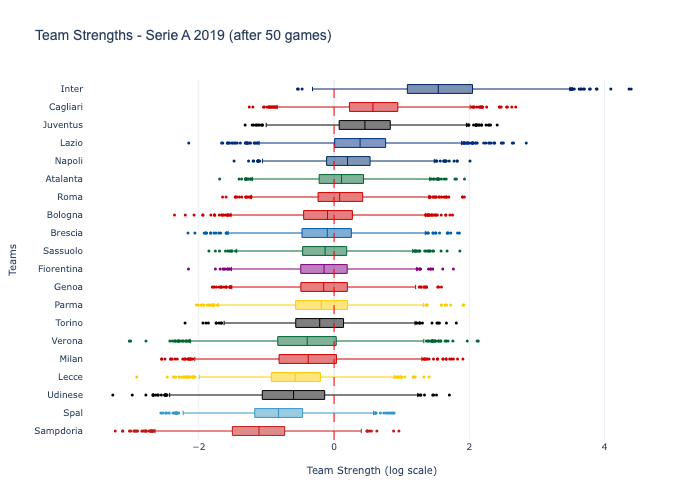 Team Strengths - Serie A 2019 (after 50 games)
Inter
Cagliari
Juventus
Lazio
Napoli
Atalanta
Roma
Bologna
Brescia
Sassuolo
Fiorentina
Genoa
Parma
Torino
Verona
Milan
Lecce
Udinese
Spal
Sampdoria
Teams
−2 0 2 4
Team Strength (log scale)